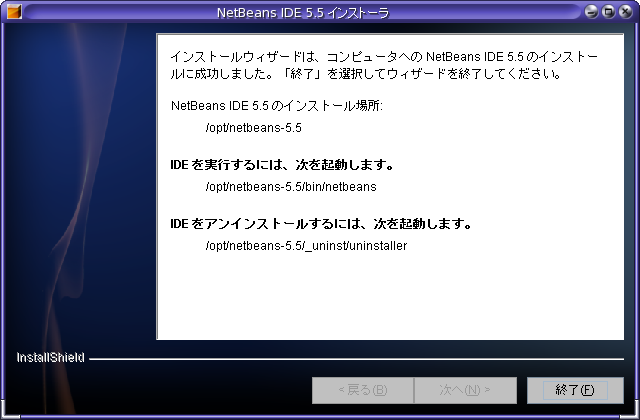 NetBeans IDE 5.5 インストーラ
インストールウィザードは、コンピュータへの NetBeans IDE 5.5 のインストー
ルに成功しました。「終了」を選択してウィザードを終了してください。
NetBeans IDE 5.5 のインストール場所:
/opt/netbeans-5.5
IDE を実行するには、次を起動します。
/opt/netbeans-5.5/bin/netbeans
IDE をアンインストールするには、次を起動します。
/opt/netbeans-5.5/_uninst/uninstaller
InstallShield
< 戻る(B) 次へ(N) > 終了(F)